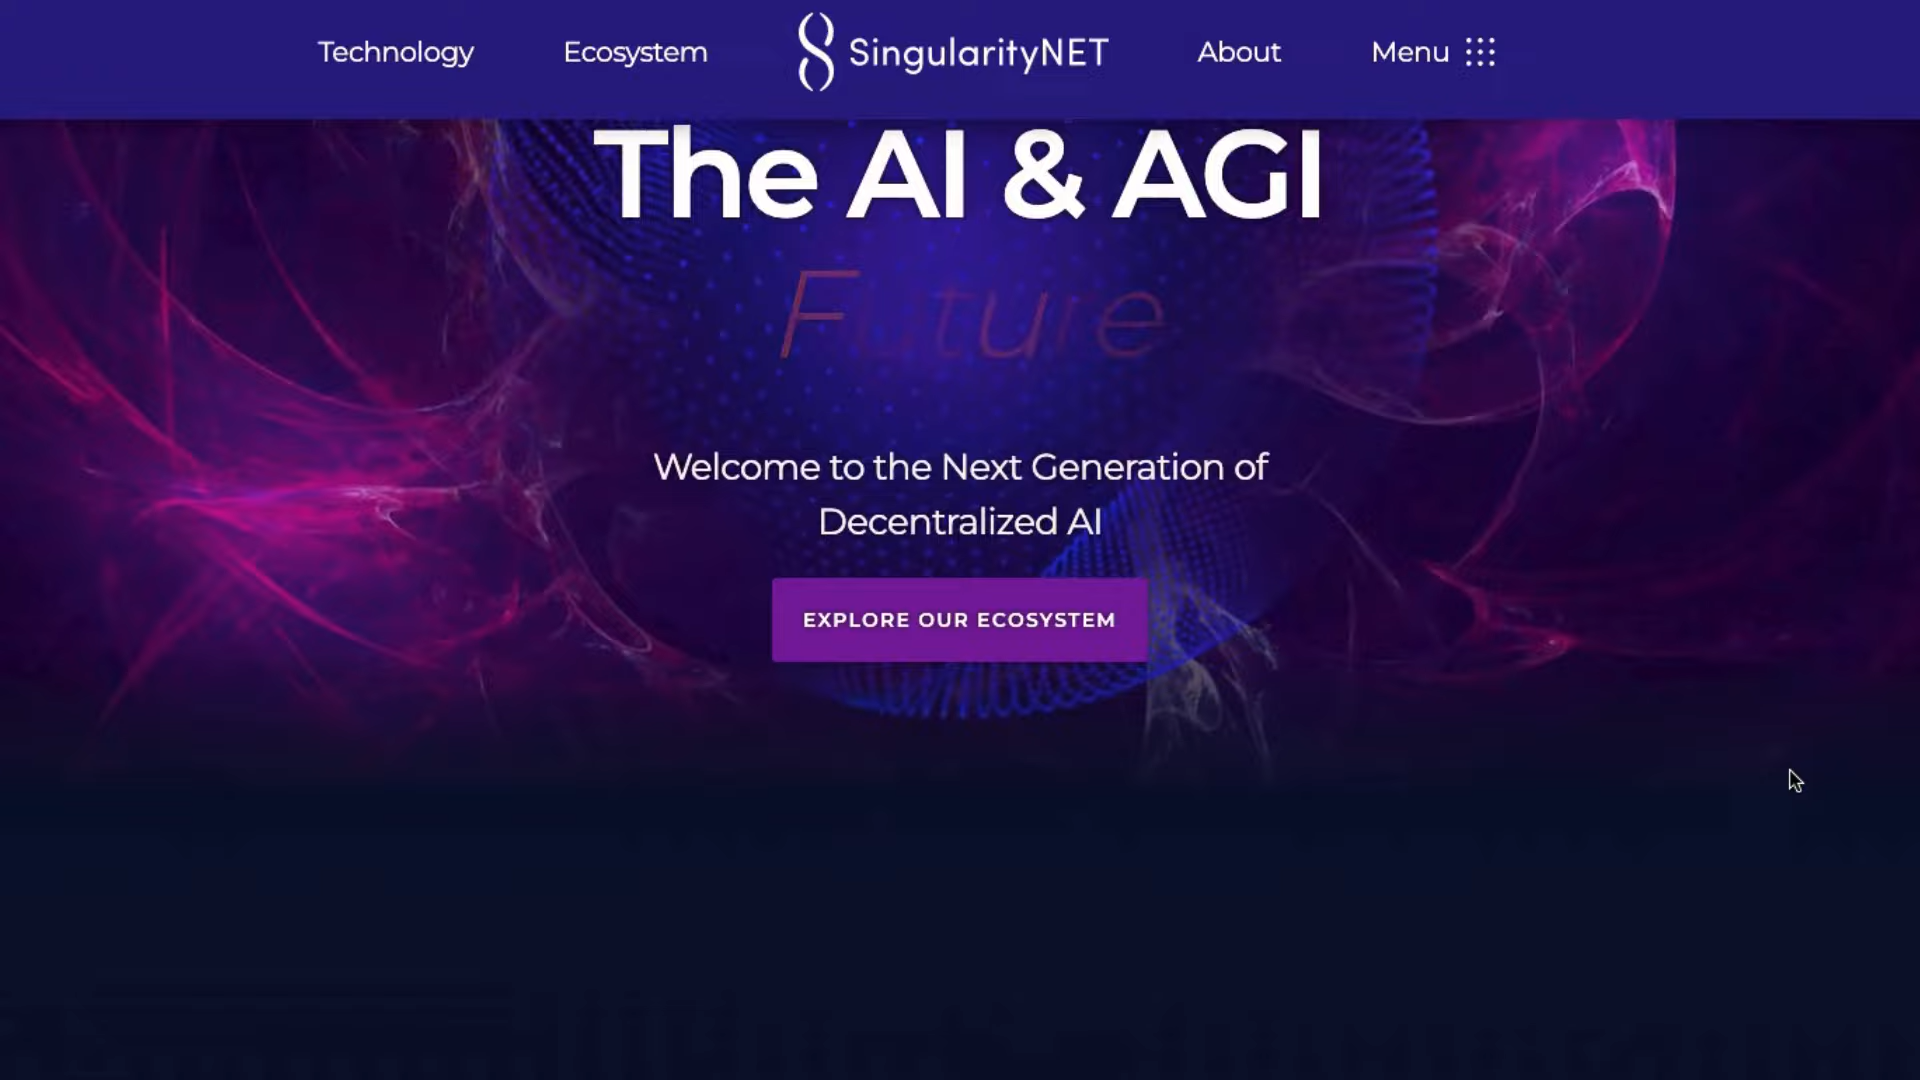 Technology Ecosystem SingularityNET About Menu
The AI & AGI
Future
Welcome to the Next Generation of
Decentralized AI
EXPLORE OUR ECOSYSTEM